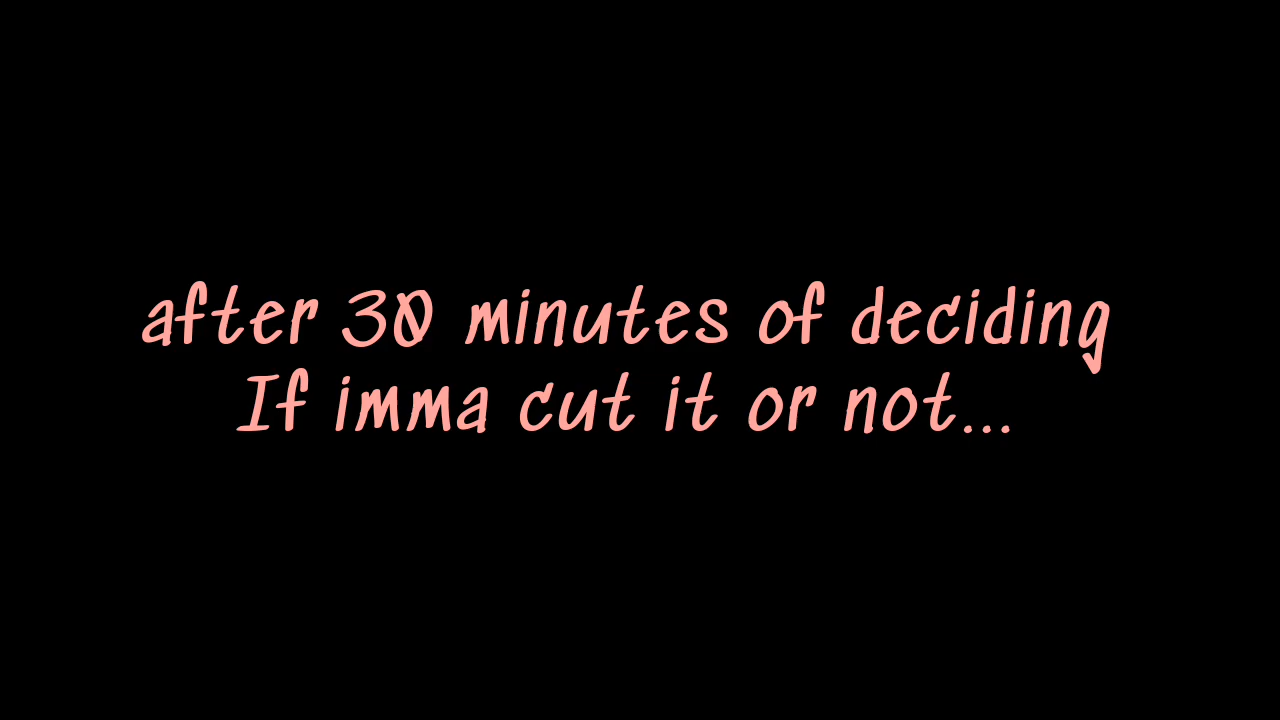 after 30 minutes of deciding
If imma cut it or not...